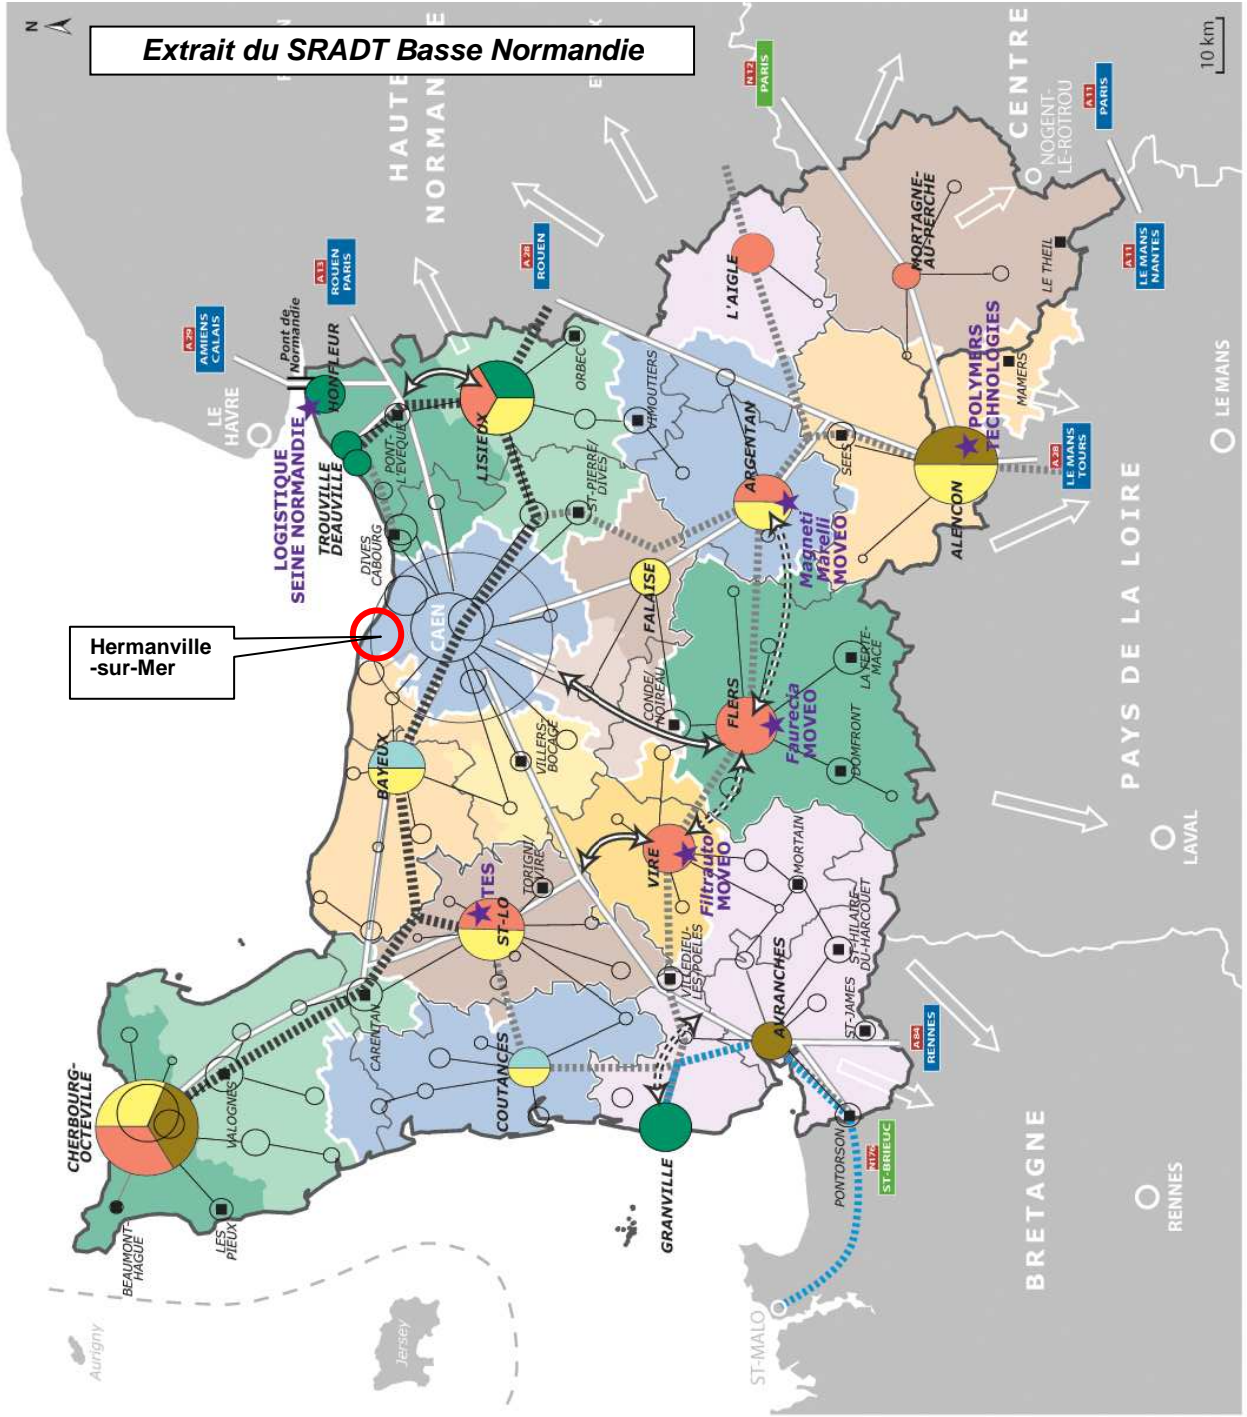 Extrait du SRADT Basse Normandie
Hermanville
-sur-Mer
N
10 km
HAUTE
NORMANDIE
CENTRE
NOGENT-
LE-ROTROU
PAYS DE LA LOIRE
BRETAGNE
LE
HAVRE
LE MANS
LAVAL
RENNES
ST-MALO
Jersey
Aurigny
A 29
AMIENS
CALAIS
A 13
ROUEN
PARIS
A 28
ROUEN
N 12
PARIS
A 11
PARIS
A 11
LE MANS
NANTES
A 28
LE MANS
TOURS
A 84
RENNES
N176
ST-BRIEUC
Pont de
Normandie
LOGISTIQUE
SEINE NORMANDIE
HONFLEUR
TROUVILLE
DEAUVILLE
DIVES
CABOURG
PONT-
L'EVEQUE
LISIEUX
ORBEC
ST-PIERRE/
DIVES
VIMOUTIERS
CAEN
L'AIGLE
MORTAGNE-
AU-PERCHE
LE THEIL
MAMERS
POLYMERS
TECHNOLOGIES
ALENCON
SEES
ARGENTAN
Magneti
Marelli
MOVEO
FALAISE
FLERS
Faurecia
MOVEO
LA FERTE-
MACE
DOMFRONT
CONDE/
NOIREAU
VILLERS-
BOCAGE
BAYEUX
VIRE
Filtrauto
MOVEO
MORTAIN
ST-HILAIRE-
DU-HARCOUET
ST-JAMES
AVRANCHES
VILLEDIEU-
LES-POELES
TORIGNI/
VIRE
TES
ST-LO
CARENTAN
COUTANCES
GRANVILLE
PONTORSON
VALOGNES
CHERBOURG-
OCTEVILLE
LES
PIEUX
BEAUMONT-
HAGUE